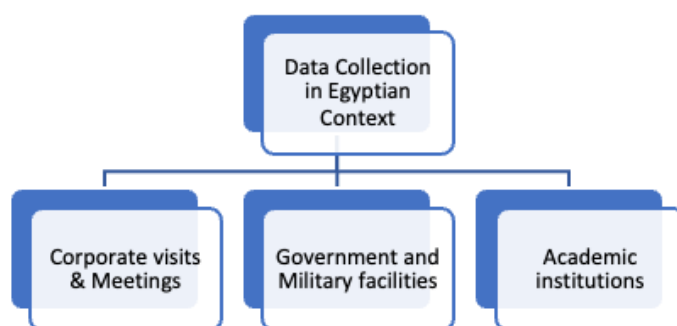 Data Collection
in Egyptian
Context
Corporate visits
& Meetings
Government and
Military facilities
Academic
institutions